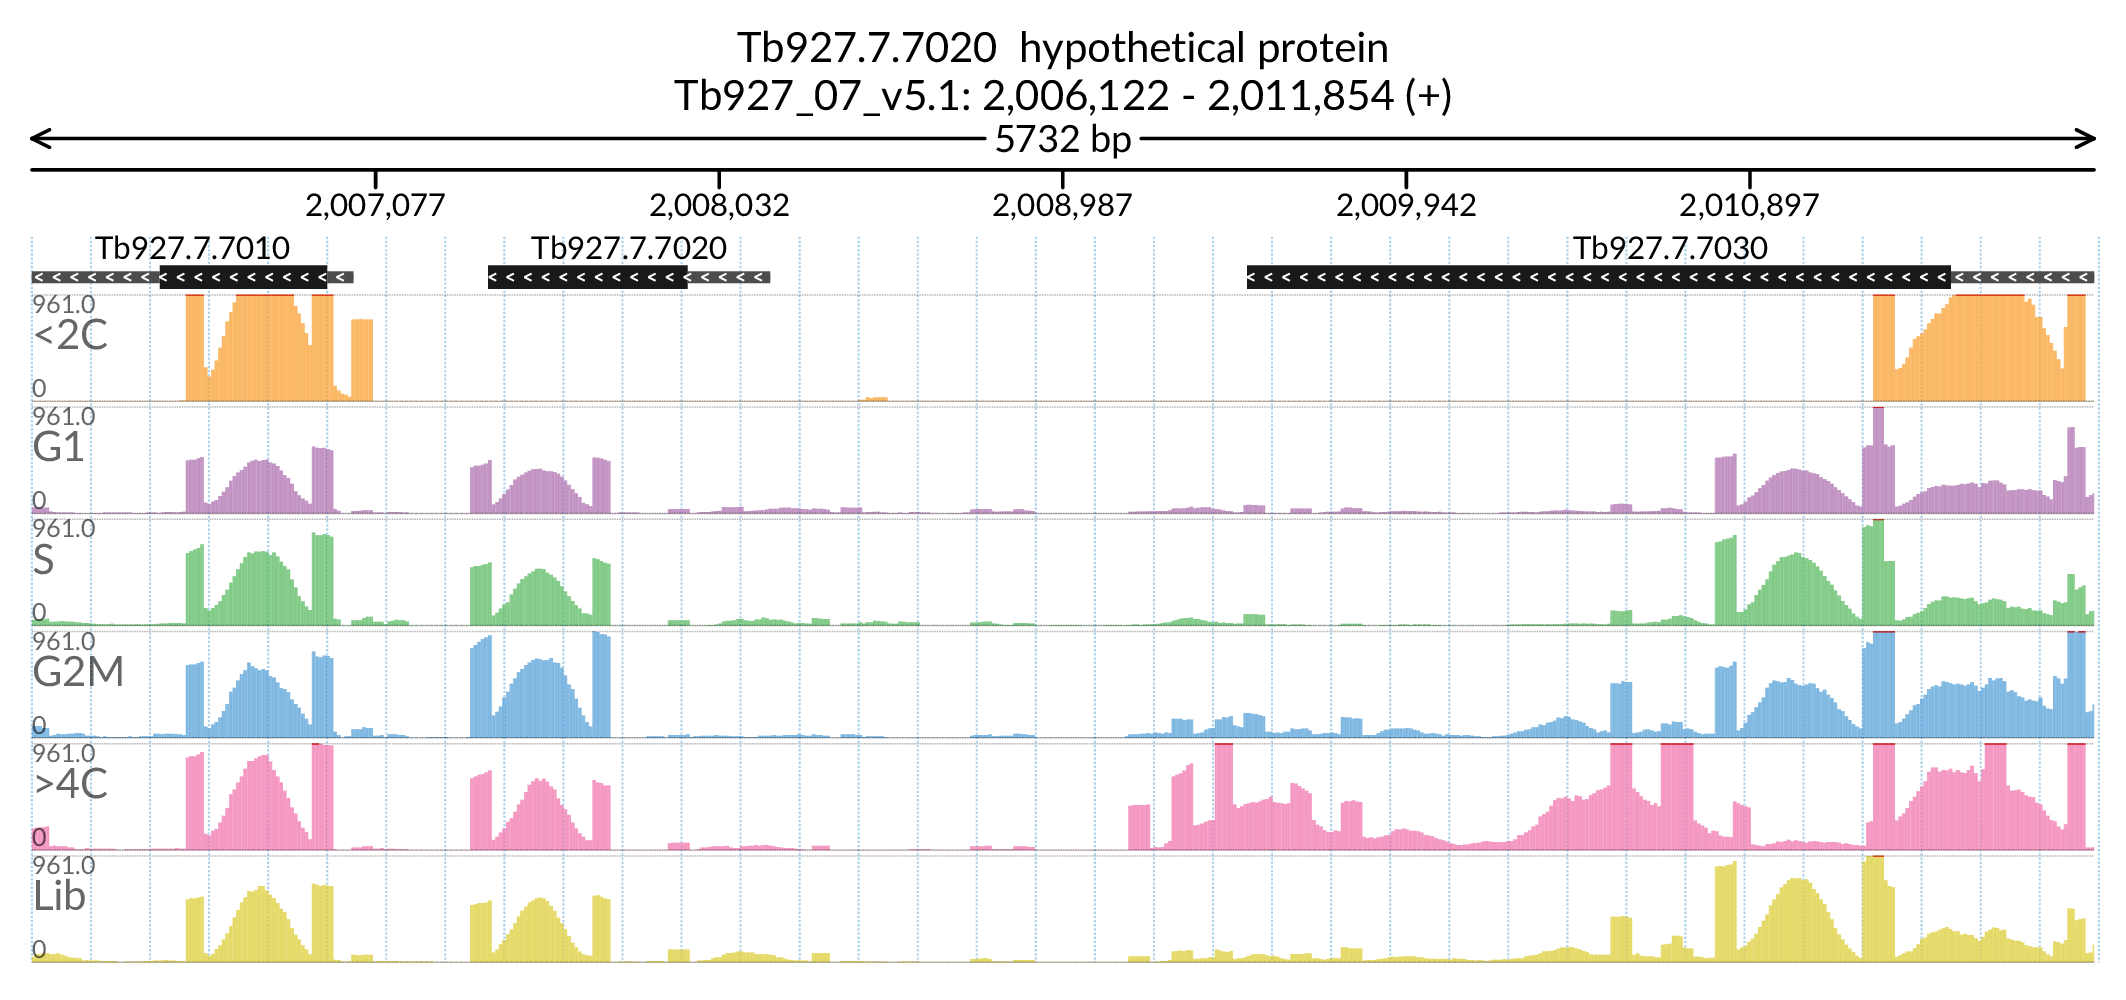 Tb927.7.7020  hypothetical protein
Tb927_07_v5.1: 2,006,122 - 2,011,854 (+)
5732 bp
2,007,077 2,008,032 2,008,987 2,009,942 2,010,897
Tb927.7.7010 Tb927.7.7020 Tb927.7.7030
961.0
<2C
0
961.0
G1
0
961.0
S
0
961.0
G2M
0
961.0
>4C
0
961.0
Lib
0